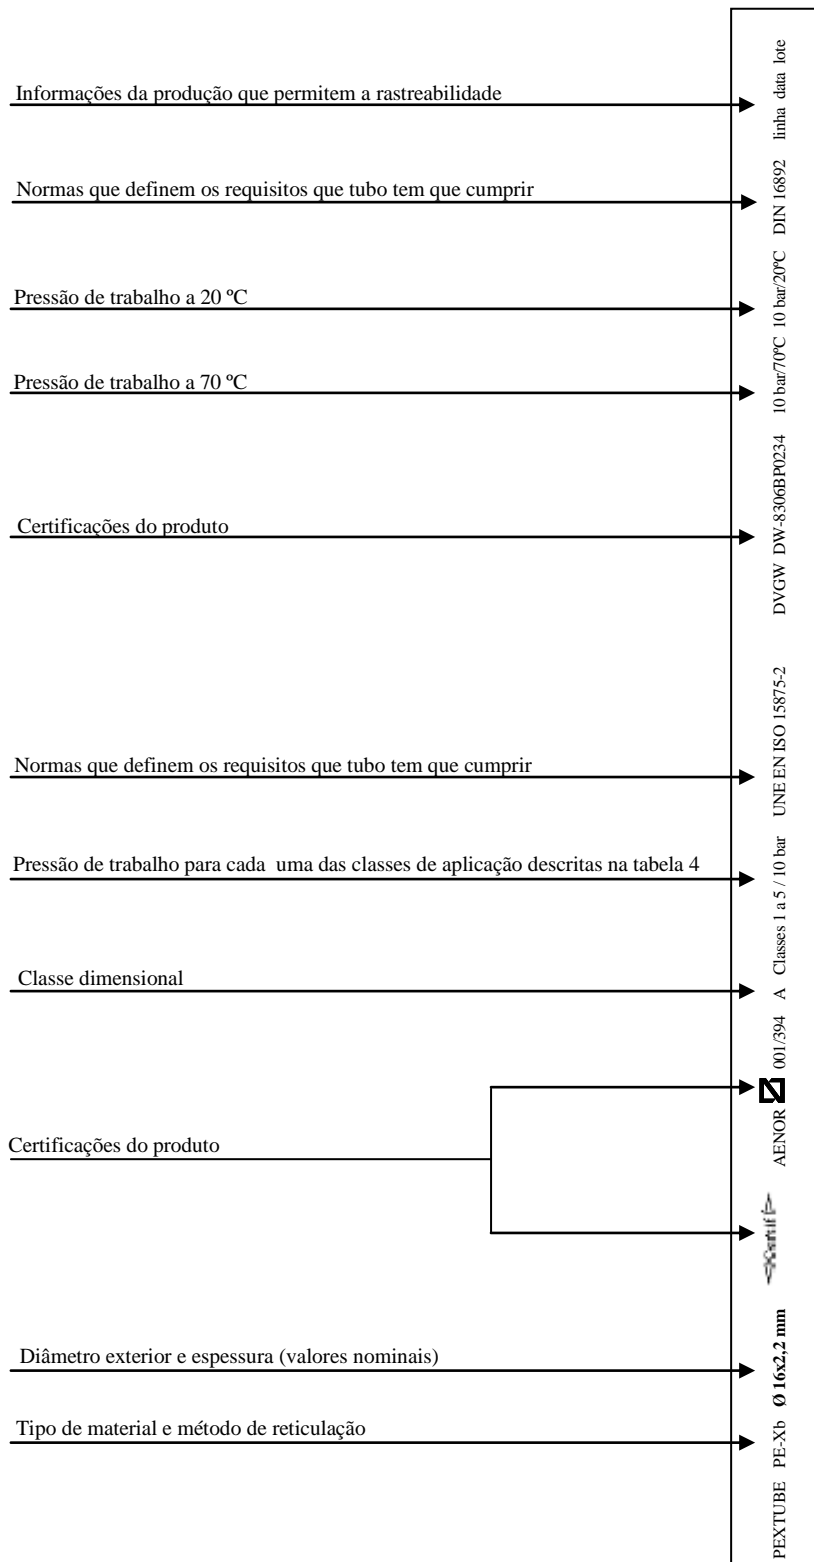 Informações da produção que permitem a rastreabilidade
Normas que definem os requisitos que tubo tem que cumprir
Pressão de trabalho a 20 ºC
Pressão de trabalho a 70 ºC
Certificações do produto
Normas que definem os requisitos que tubo tem que cumprir
Pressão de trabalho para cada uma das classes de aplicação descritas na tabela 4
Classe dimensional
Certificações do produto
Diâmetro exterior e espessura (valores nominais)
Tipo de material e método de reticulação
PEXTUBE PE-Xb Ø 16x2,2 mm AENOR 001/394 A Classes 1 a 5 / 10 bar UNE EN ISO 15875-2 DVGW DW-8306BP0234 10 bar/70ºC 10 bar/20ºC DIN 16892 linha data lote